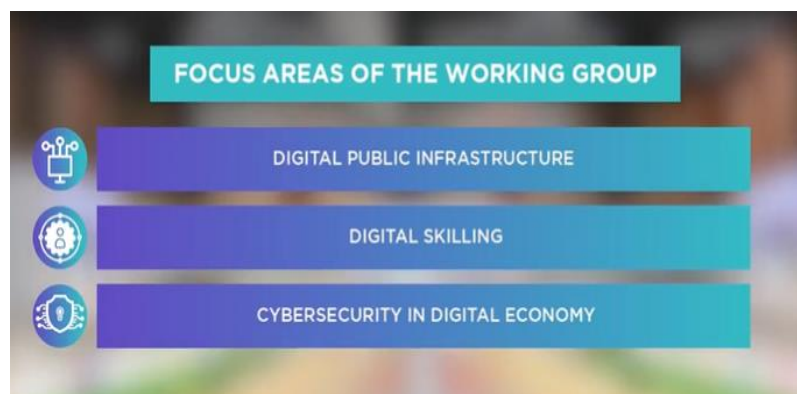 FOCUS AREAS OF THE WORKING GROUP
DIGITAL PUBLIC INFRASTRUCTURE
DIGITAL SKILLING
CYBERSECURITY IN DIGITAL ECONOMY